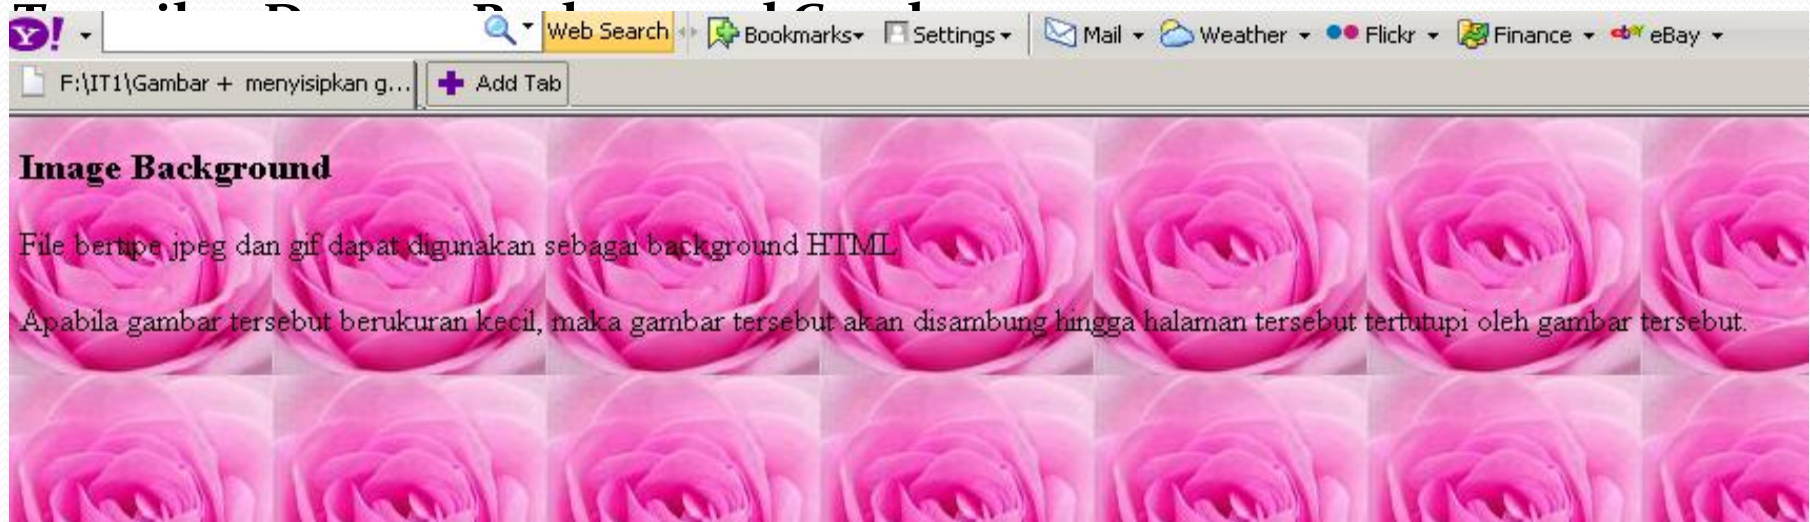 Y! Web Search Bookmarks Settings Mail Weather Flickr Finance eBay
F:\IT1\Gambar + menyisipkan g... Add Tab
Image Background
File bertipe jpeg dan gif dapat digunakan sebagai background HTML
Apabila gambar tersebut berukuran kecil, maka gambar tersebut akan disambung hingga halaman tersebut tertutupi oleh gambar tersebut.